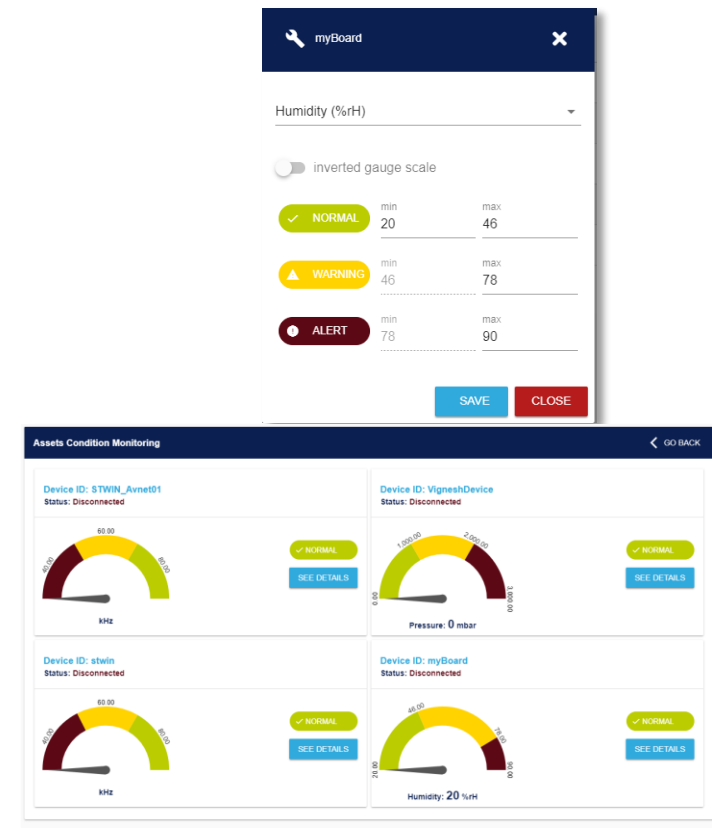 myBoard
Humidity (%rH)
inverted gauge scale
min max
NORMAL 20 46
min max
WARNING 46 78
min max
ALERT 78 90
SAVE CLOSE
Assets Condition Monitoring GO BACK
Device ID: STWIN_Avnet01
Status: Disconnected
60.00
40.00 80.00
NORMAL
SEE DETAILS
kHz
Device ID: VigneshDevice
Status: Disconnected
1,000.00 2,000.00
NORMAL
SEE DETAILS
0.00 3,000.00
Pressure: 0 mbar
Device ID: stwin
Status: Disconnected
60.00
40.00 80.00
NORMAL
SEE DETAILS
kHz
Device ID: myBoard
Status: Disconnected
46.00
78.00
NORMAL
SEE DETAILS
20.00 90.00
Humidity: 20 %rH